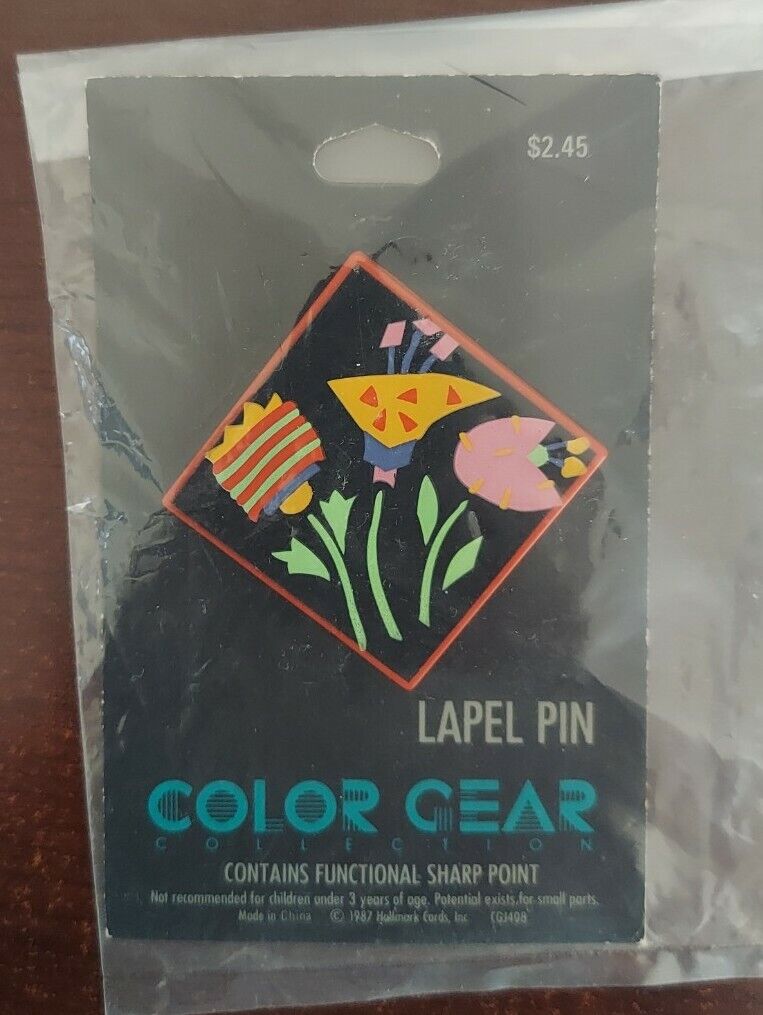 $2.45
LAPEL PIN
COLOR GEAR
COLLECTION
CONTAINS FUNCTIONAL SHARP POINT
Not recommended for children under 3 years of age. Potential exists for small parts.
Made in China © 1987 Hallmark Cards, Inc. CGJ408